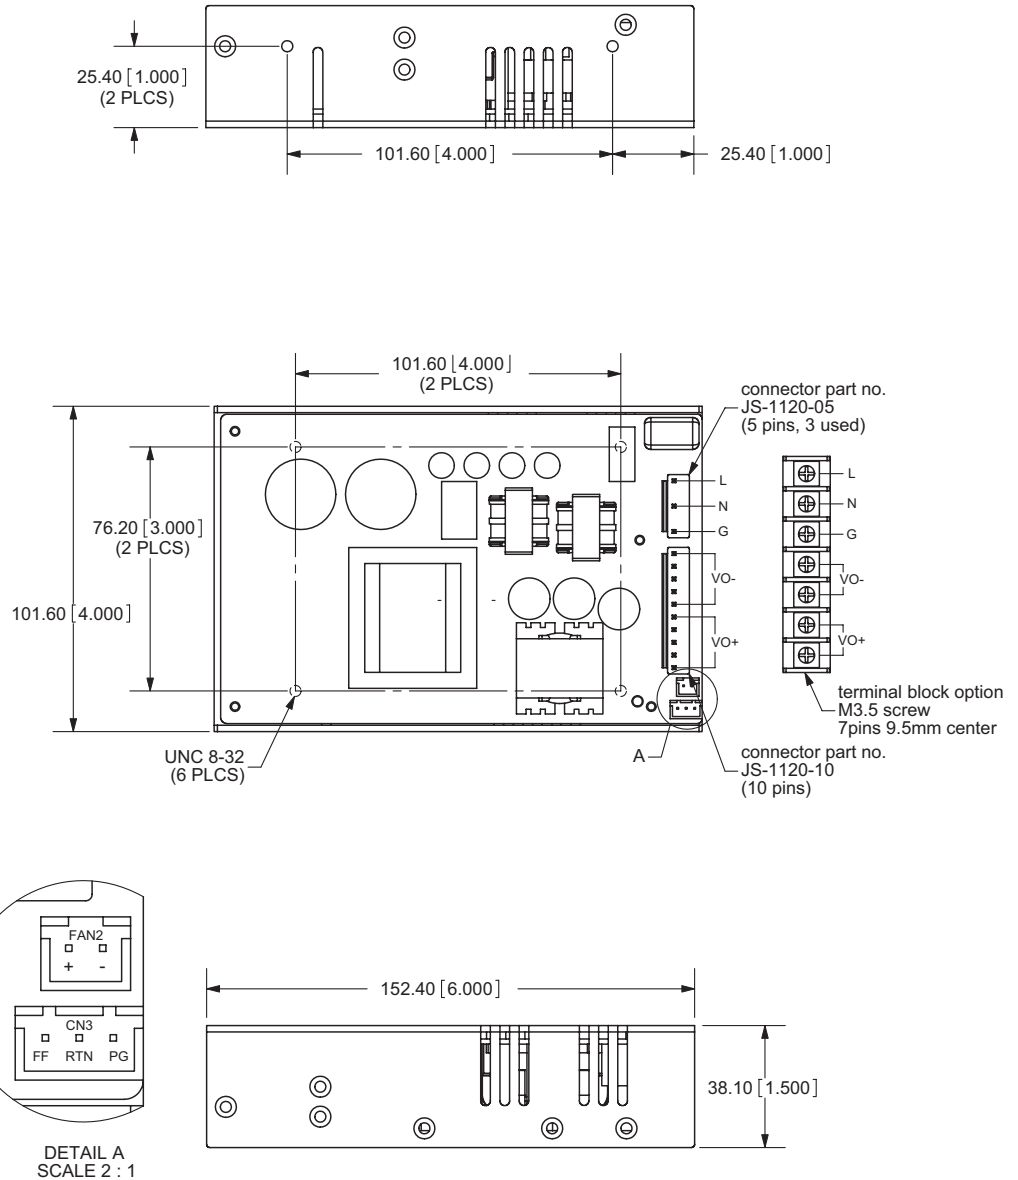 25.40 [1.000]
(2 PLCS)
101.60 [4.000]
25.40 [1.000]
101.60 [4.000]
(2 PLCS)
connector part no.
JS-1120-05
(5 pins, 3 used)
L
N
G
VO-
VO+
L
N
G
VO-
VO+
76.20 [3.000]
(2 PLCS)
101.60 [4.000]
terminal block option
M3.5 screw
7pins 9.5mm center
UNC 8-32
(6 PLCS)
A
connector part no.
JS-1120-10
(10 pins)
FAN2
+ -
CN3
FF RTN PG
DETAIL A
SCALE 2 : 1
152.40 [6.000]
38.10 [1.500]